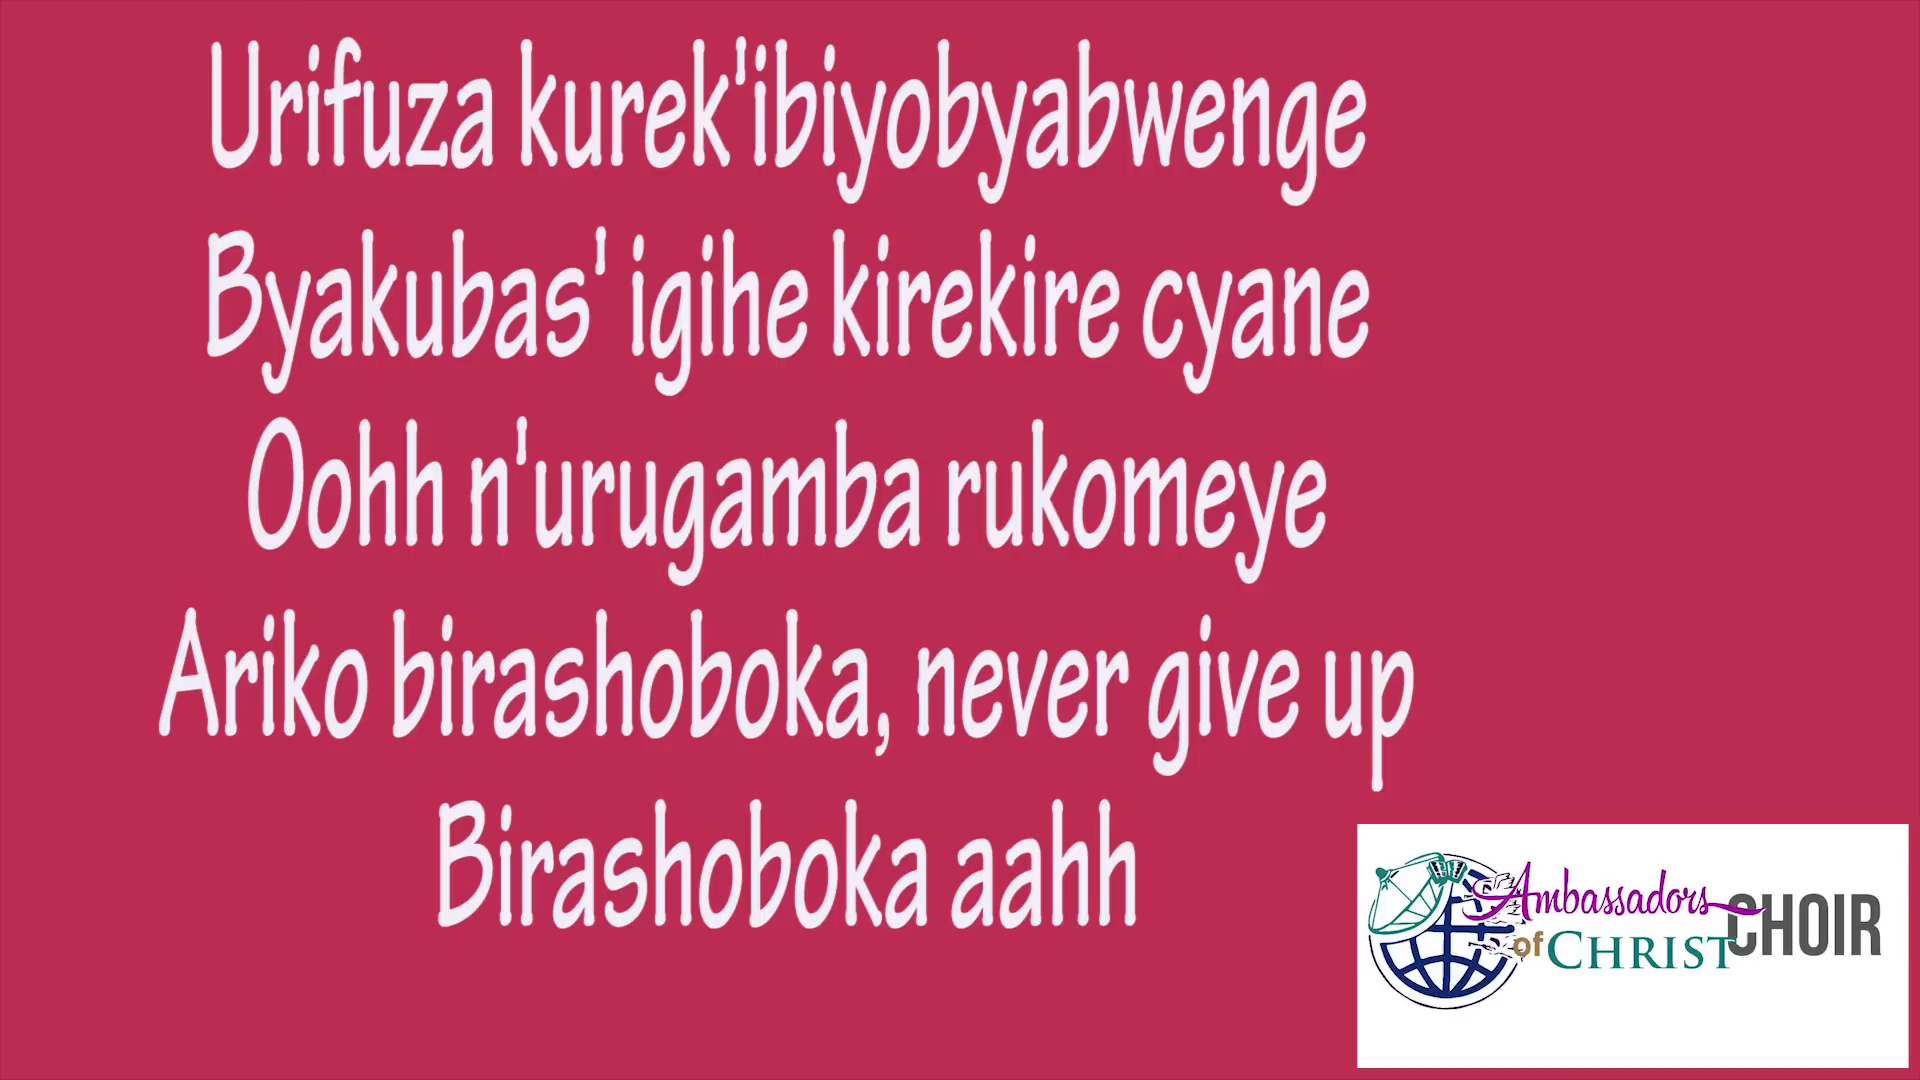 Urifuza kurek'ibiyobyabwenge
Byakubas' igihe kirekire cyane
Oohh n'urugamba rukomeye
Ariko birashoboka, never give up
Birashoboka aahh
Ambassadors
of CHRIST CHOIR